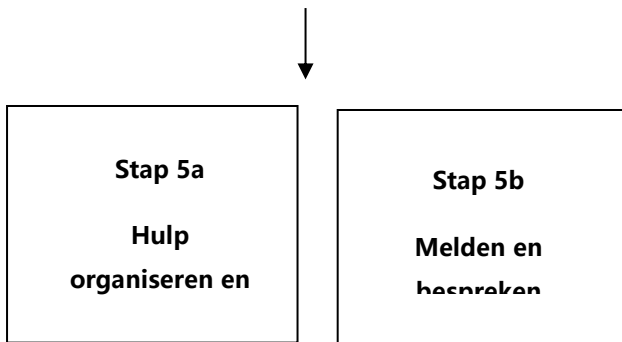 Stap 5a
Hulp
organiseren en
Stap 5b
Melden en
bespreken